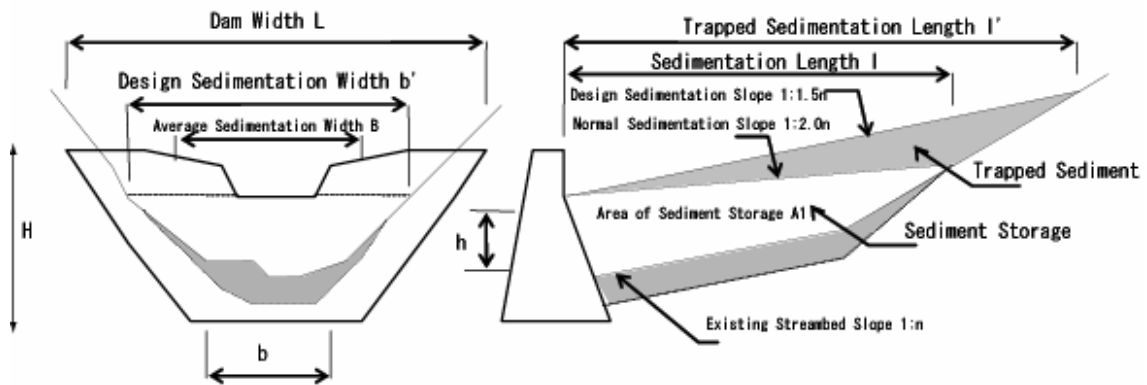 Dam Width L
Design Sedimentation Width b'
Average Sedimentation Width B
H
b
Trapped Sedimentation Length l'
Sedimentation Length l
Design Sedimentation Slope 1:1.5n
Normal Sedimentation Slope 1:2.0n
Trapped Sediment
Area of Sediment Storage A1
Sediment Storage
h
Existing Streambed Slope 1:n